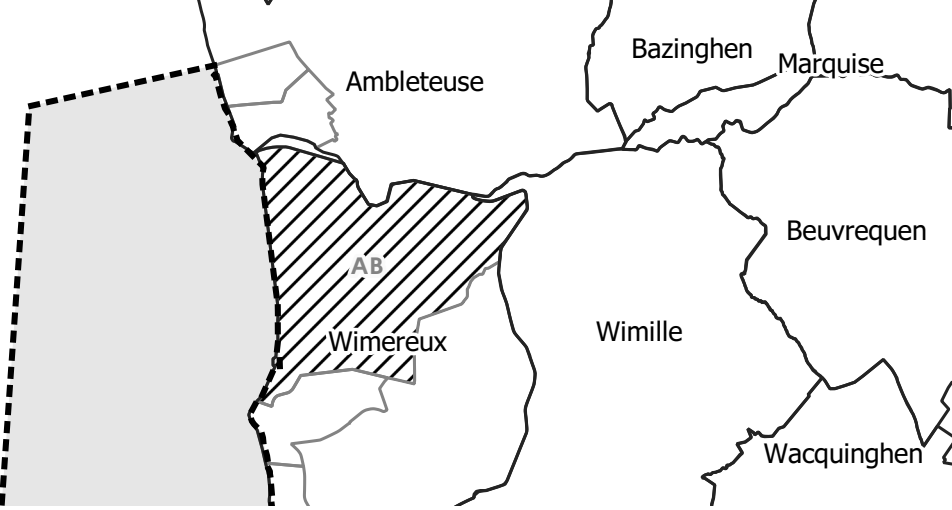 Bazinghen
Marquise
Ambleteuse
Beuvrequen
AB
Wimille
Wimereux
Wacquinghen